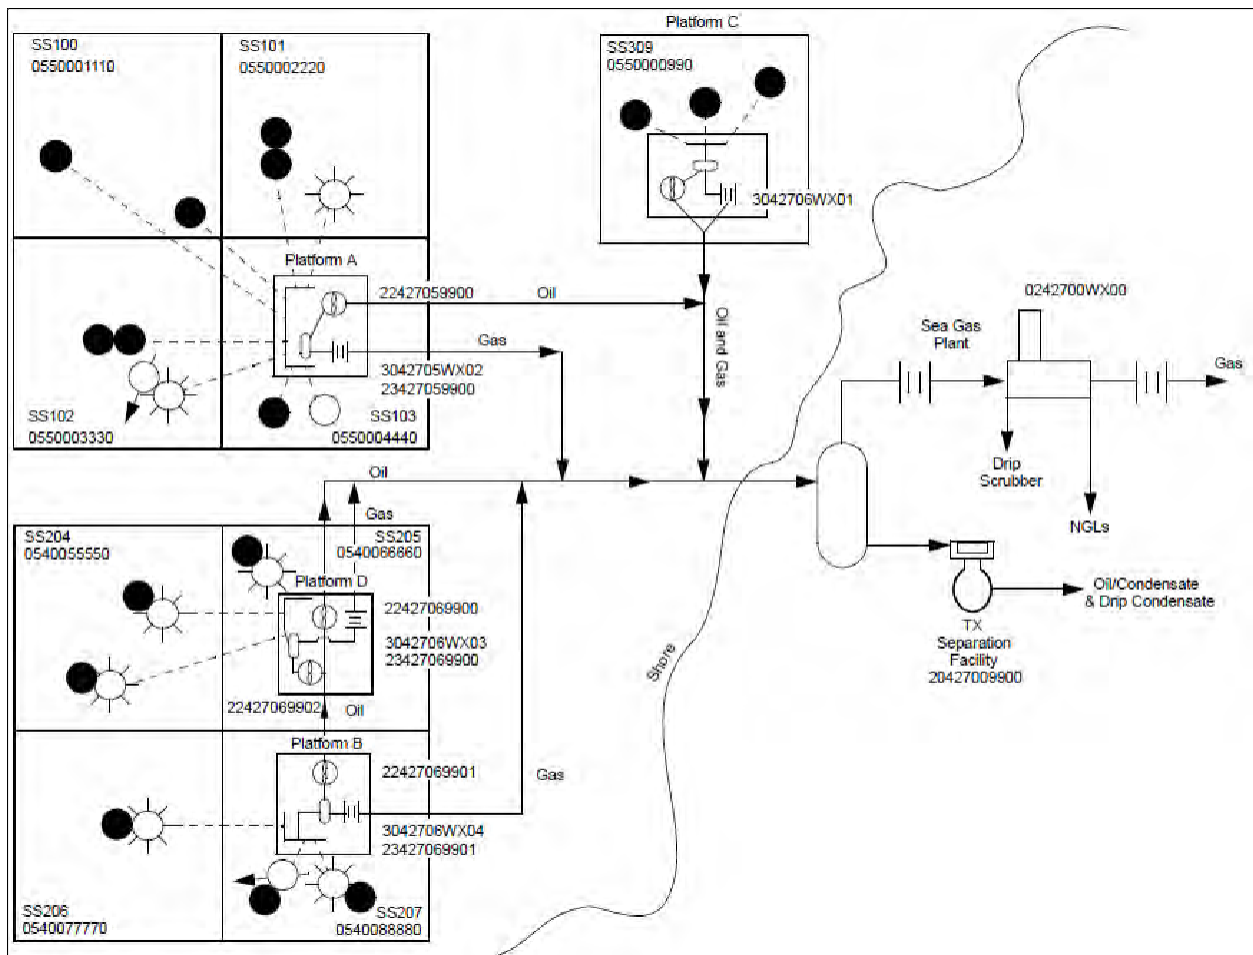 Platform C
SS100
0550001110
SS101
0550002220
SS309
0550000990
3042706WX01
Platform A
22427059900
Oil
Gas
3042705WX02
23427059900
SS102
0550003330
SS103
0550004440
Oil and Gas
0242700WX00
Sea Gas
Plant
Gas
Drip
Scrubber
NGLs
Oil
Gas
SS204
0540055550
SS205
0540066660
Platform D
22427069900
3042706WX03
23427069900
22427069902
Oil
Shore
Oil/Condensate
& Drip Condensate
TX
Separation
Facility
20427009900
Platform B
22427069901
Gas
3042706WX04
23427069901
SS206
0540077770
SS207
0540088880